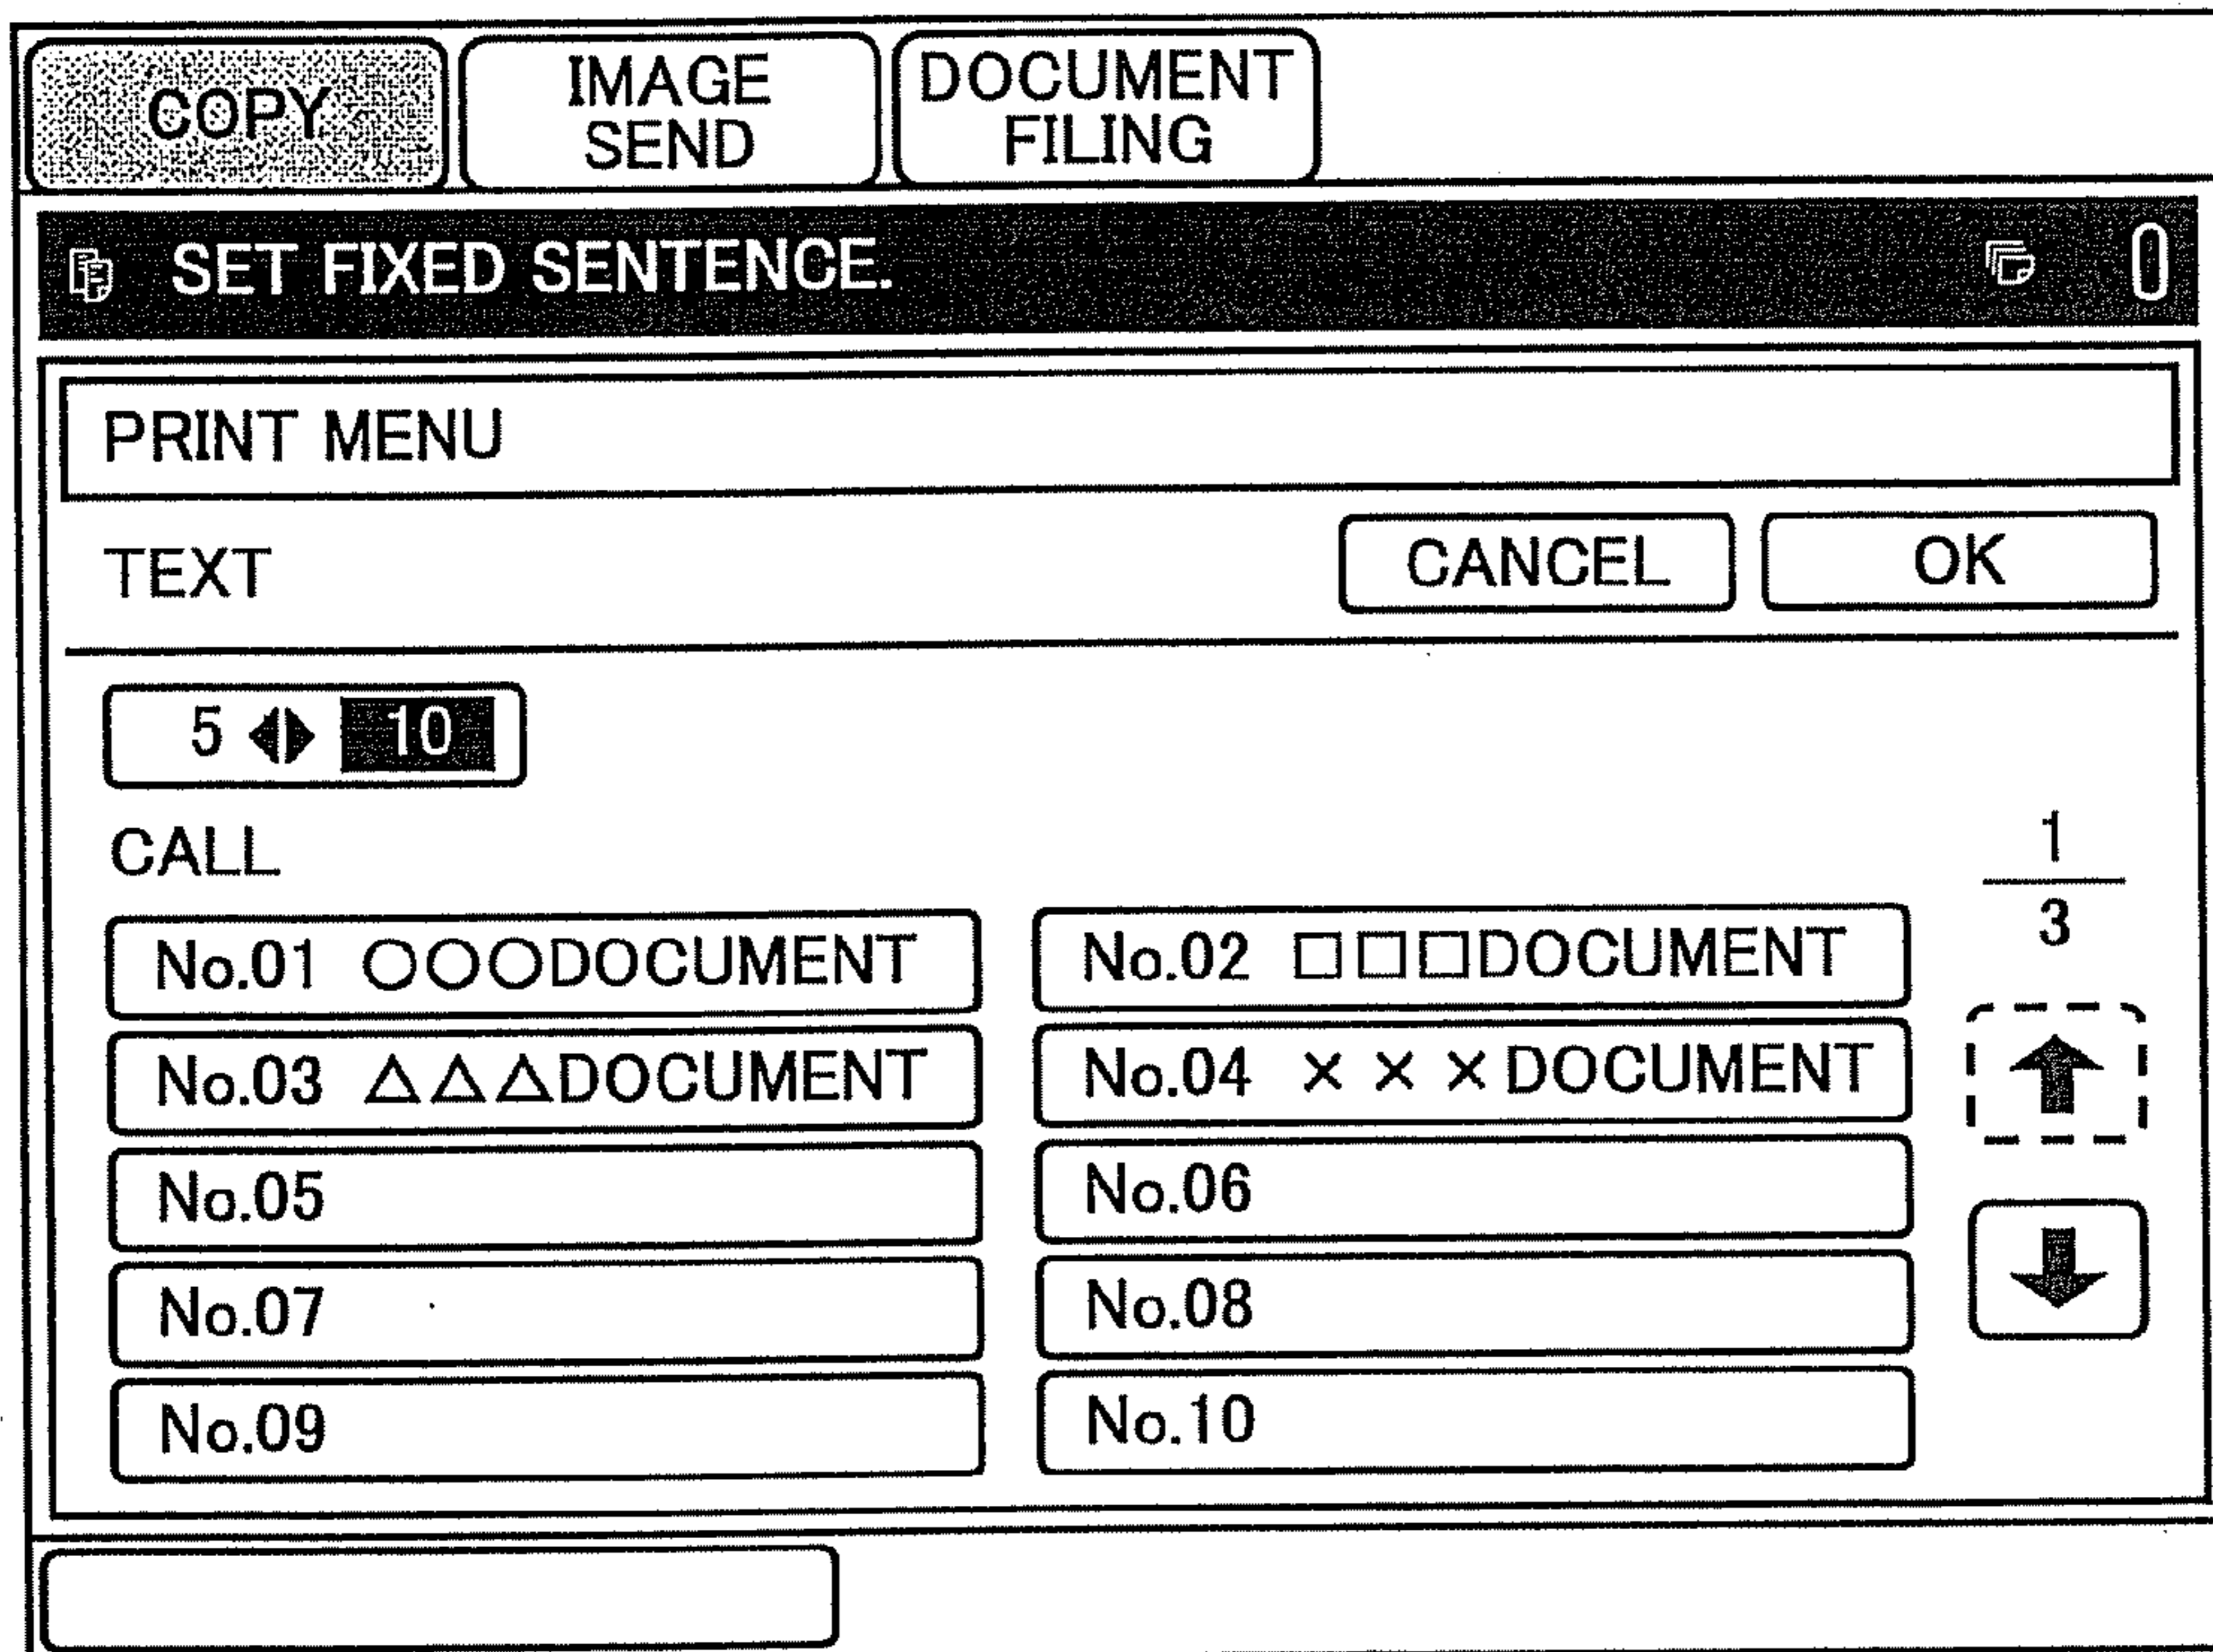 COPY
IMAGE
SEND
DOCUMENT
FILING
SET FIXED SENTENCE. 0
PRINT MENU
TEXT CANCEL OK
5 10
CALL
1
3
No.01 ○○○DOCUMENT
No.02 □□□DOCUMENT
No.03 △△△DOCUMENT
No.04 ×××DOCUMENT
No.05
No.06
No.07
No.08
No.09
No.10